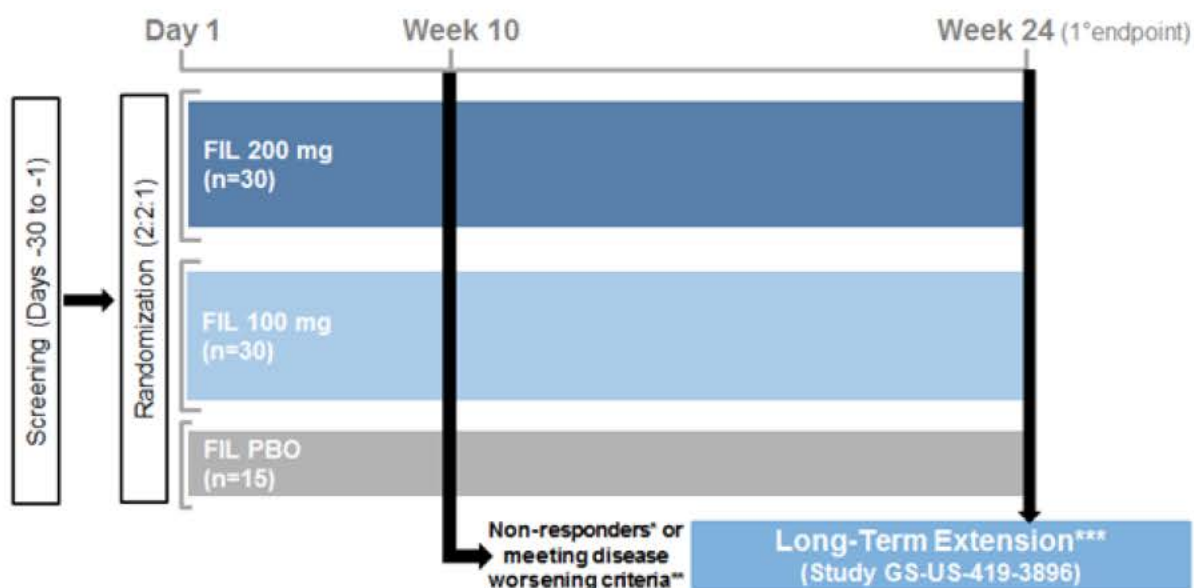 Day 1 Week 10 Week 24 (1°endpoint)
Screening (Days -30 to -1)
Randomization (2:2:1)
FIL 200 mg
(n=30)
FIL 100 mg
(n=30)
FIL PBO
(n=15)
Non-responders* or
meeting disease
worsening criteria**
Long-Term Extension***
(Study GS-US-419-3896)